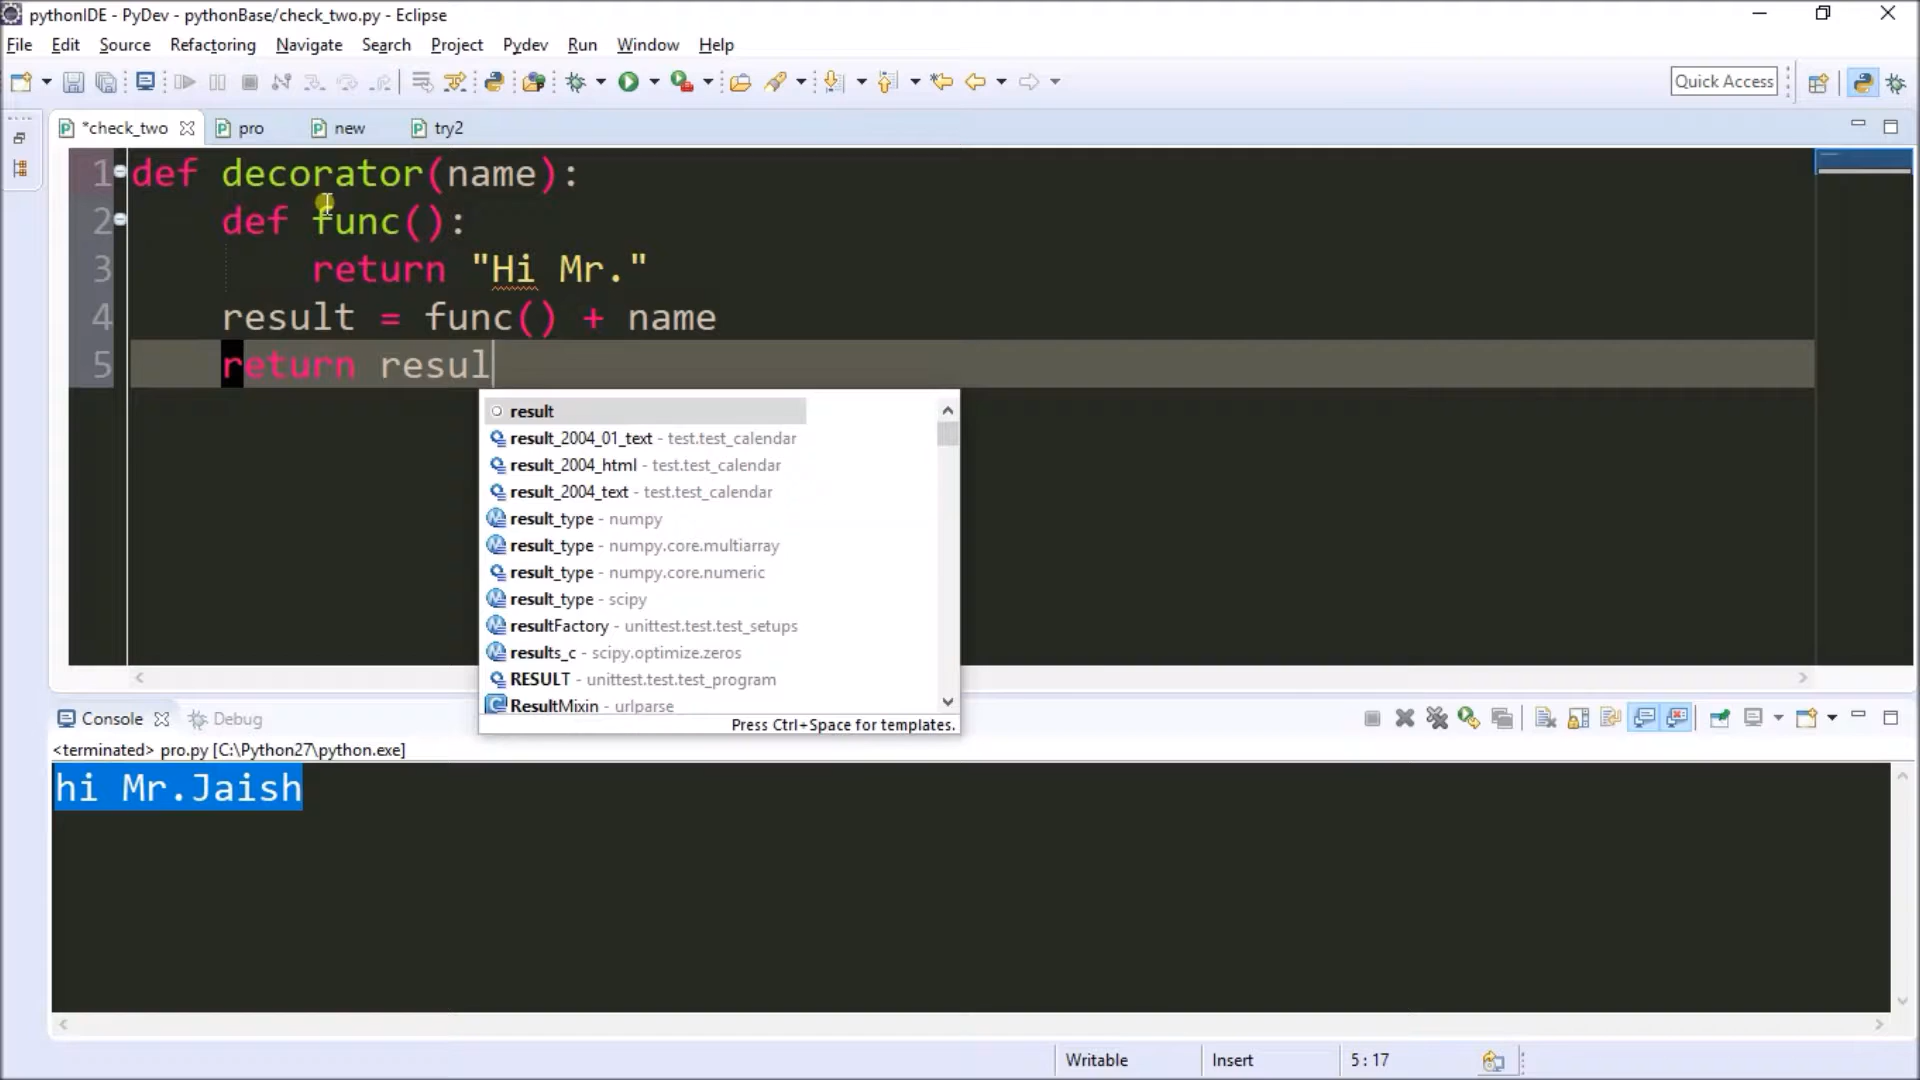 pythonIDE - PyDev - pythonBase/check_two.py - Eclipse
File Edit Source Refactoring Navigate Search Project Pydev Run Window Help
Quick Access
*check_two pro new try2
1 def decorator(name):
2 def func():
3 return "Hi Mr."
4 result = func() + name
5 return resul
result
result_2004_01_text - test.test_calendar
result_2004_html - test.test_calendar
result_2004_text - test.test_calendar
result_type - numpy
result_type - numpy.core.multiarray
result_type - numpy.core.numeric
result_type - scipy
resultFactory - unittest.test.test_setups
results_c - scipy.optimize.zeros
RESULT - unittest.test.test_program
ResultMixin - urlparse
Press Ctrl+Space for templates.
Console Debug
<terminated> pro.py [C:\Python27\python.exe]
hi Mr.Jaish
Writable Insert 5 : 17